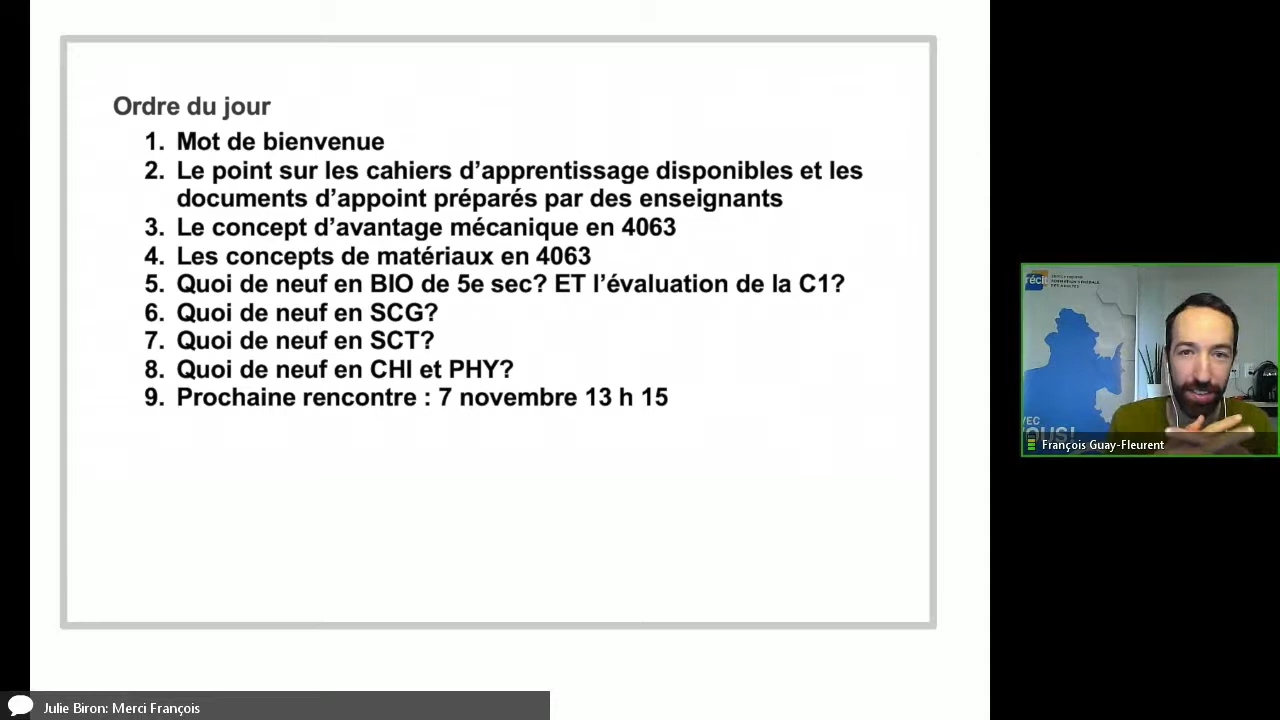 Ordre du jour
1. Mot de bienvenue
2. Le point sur les cahiers d'apprentissage disponibles et les
documents d'appoint préparés par des enseignants
3. Le concept d'avantage mécanique en 4063
4. Les concepts de matériaux en 4063
5. Quoi de neuf en BIO de 5e sec? ET l'évaluation de la C1?
6. Quoi de neuf en SCG?
7. Quoi de neuf en SCT?
8. Quoi de neuf en CHI et PHY?
9. Prochaine rencontre : 7 novembre 13 h 15
François Guay-Fleurent
Julie Biron: Merci François